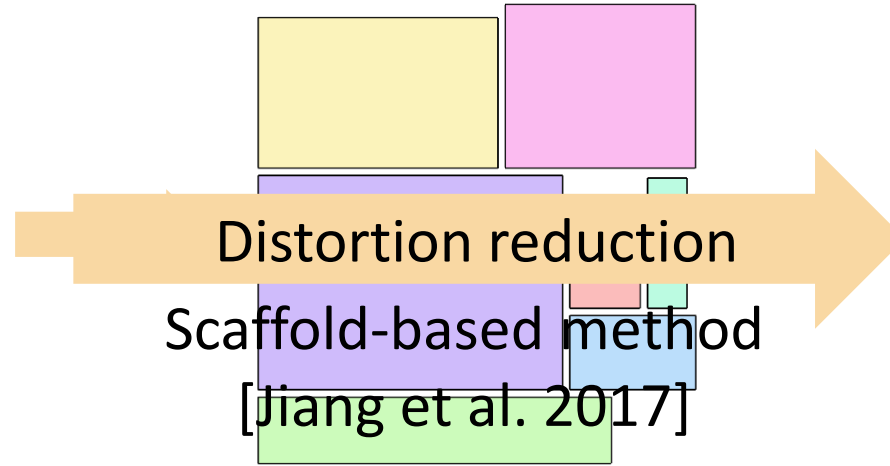 Distortion reduction
Scaffold-based method
[Jiang et al. 2017]